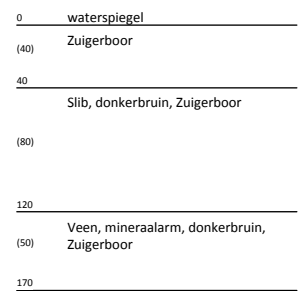 0 waterspiegel
(40) Zuigerboor
40
Slib, donkerbruin, Zuigerboor
(80)
120
Veen, mineraalarm, donkerbruin,
(50) Zuigerboor
170